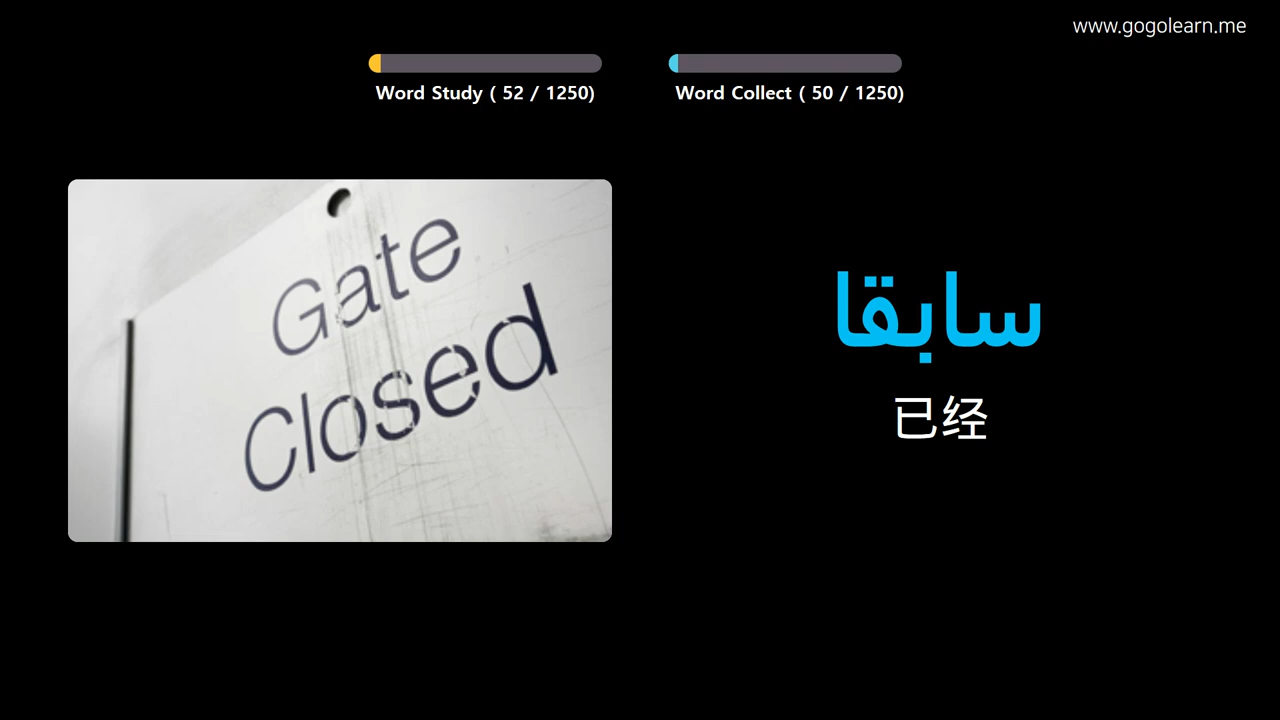 www.gogolearn.me
Word Study ( 52 / 1250)
Word Collect ( 50 / 1250)
Gate
Closed
سابقا
已经